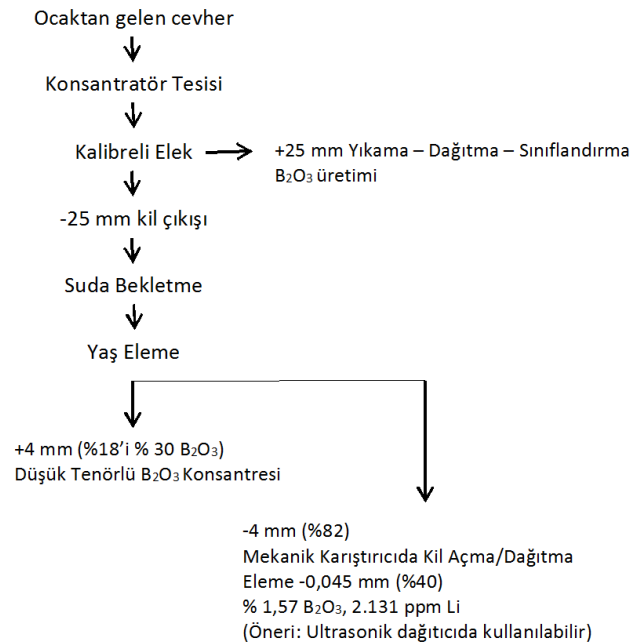 Ocaktan gelen cevher
Konsantratör Tesisi
Kalibreli Elek
+25 mm Yıkama – Dağıtma – Sınıflandırma
B₂O₃ üretimi
-25 mm kil çıkışı
Suda Bekletme
Yaş Eleme
+4 mm (%18’i % 30 B₂O₃)
Düşük Tenörlü B₂O₃ Konsantresi
-4 mm (%82)
Mekanik Karıştırıcıda Kil Açma/Dağıtma
Eleme -0,045 mm (%40)
% 1,57 B₂O₃, 2.131 ppm Li
(Öneri: Ultrasonik dağıtıcıda kullanılabilir)